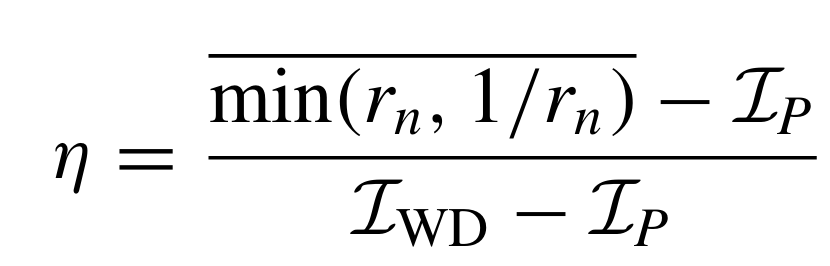 η = \frac{\overline{\min(r_n, 1/r_n)} - \mathcal{I}_P}{\mathcal{I}_{\mathrm{WD}} - \mathcal{I}_P}